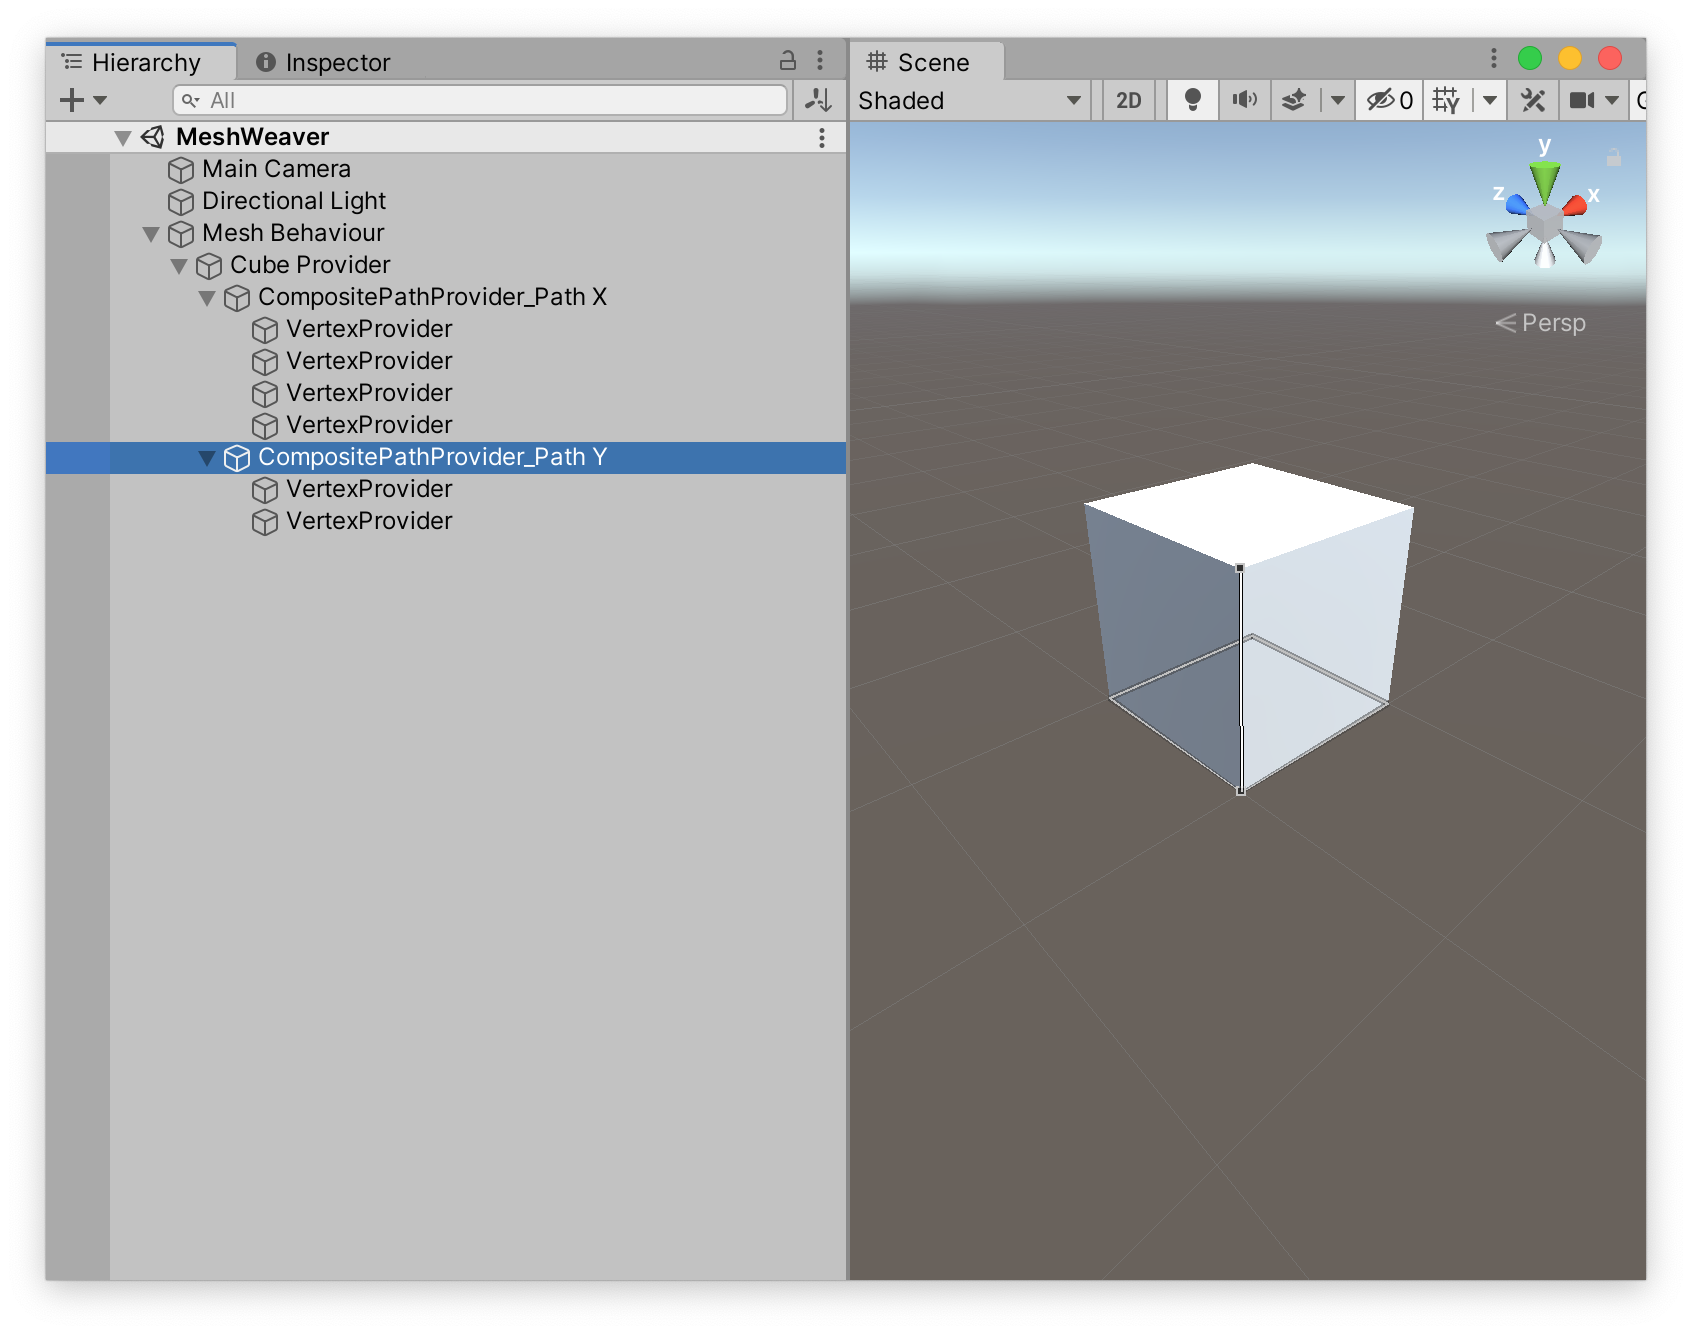 Hierarchy
Inspector
All
MeshWeaver
Main Camera
Directional Light
Mesh Behaviour
Cube Provider
CompositePathProvider_Path X
VertexProvider
VertexProvider
VertexProvider
VertexProvider
CompositePathProvider_Path Y
VertexProvider
VertexProvider
Scene
Shaded
2D
0
y
z
x
Persp